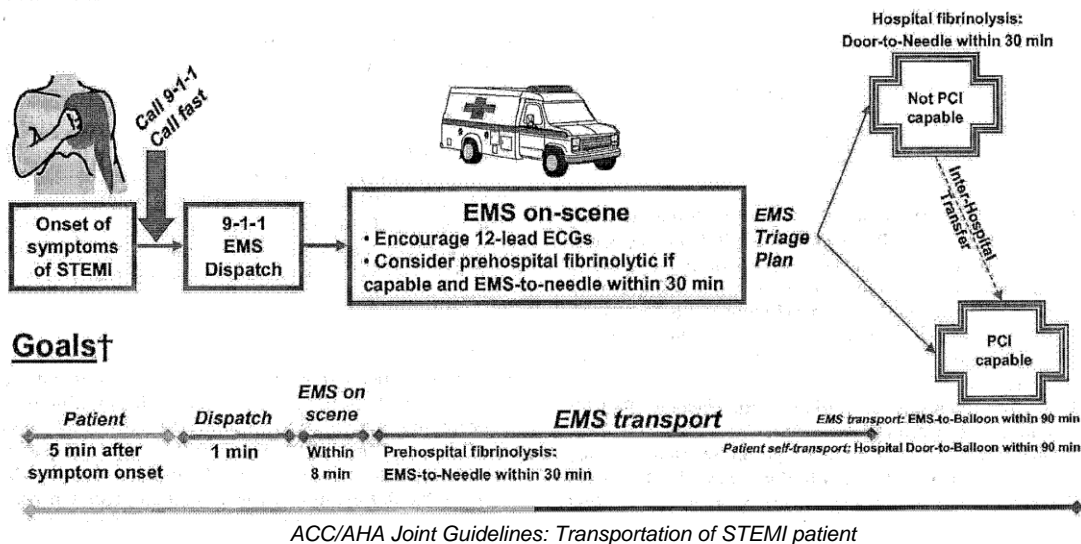 Hospital fibrinolysis:
Door-to-Needle within 30 min
Call 9-1-1
Call fast
Not PCI
capable
Onset of
symptoms
of STEMI
9-1-1
EMS
Dispatch
EMS on-scene
• Encourage 12-lead ECGs
• Consider prehospital fibrinolytic if
capable and EMS-to-needle within 30 min
EMS
Triage
Plan
Inter-Hospital
Transfer
PCI
capable
Goals†
Patient
5 min after
symptom onset
Dispatch
1 min
EMS on
scene
Within
8 min
EMS transport
Prehospital fibrinolysis:
EMS-to-Needle within 30 min
EMS transport: EMS-to-Balloon within 90 min
Patient self-transport: Hospital Door-to-Balloon within 90 min
ACC/AHA Joint Guidelines: Transportation of STEMI patient